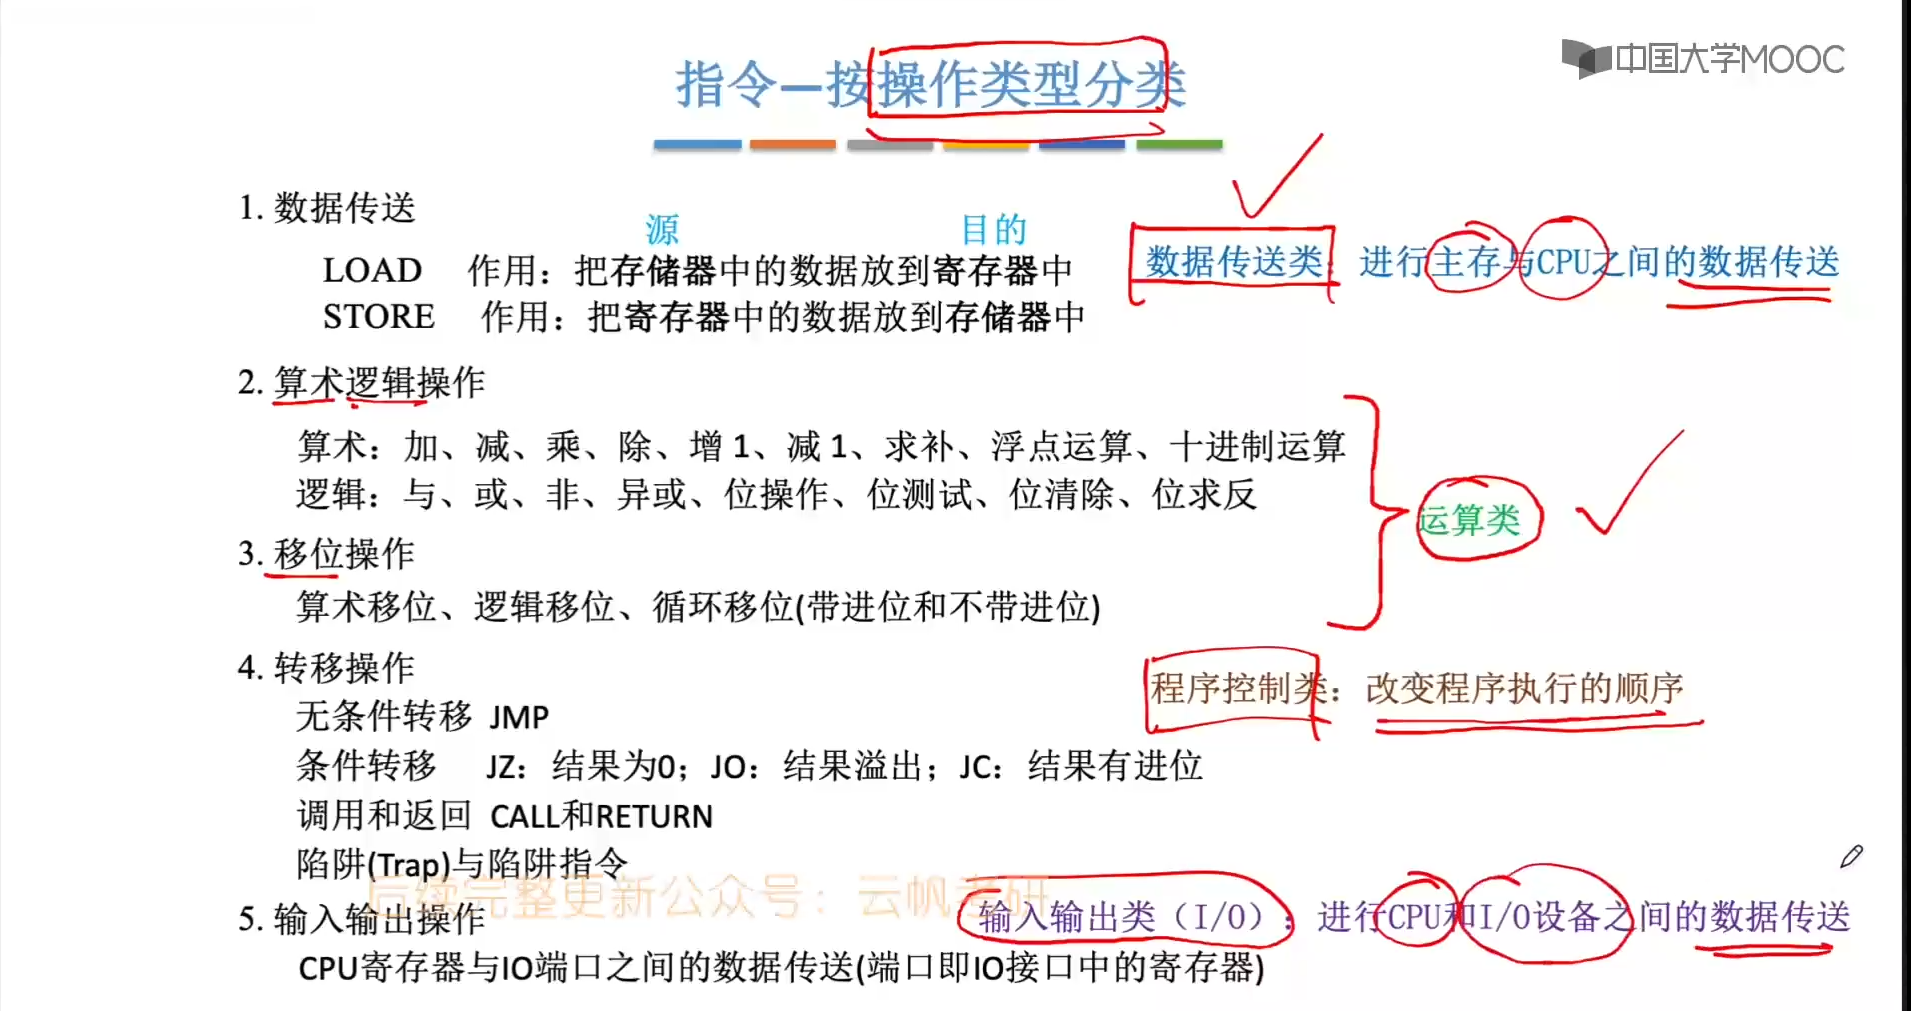 中国大学MOOC
指令—按操作类型分类
1. 数据传送
源 目的
LOAD 作用：把存储器中的数据放到寄存器中
STORE 作用：把寄存器中的数据放到存储器中
数据传送类：进行主存与CPU之间的数据传送
2. 算术逻辑操作
算术：加、减、乘、除、增 1、减 1、求补、浮点运算、十进制运算
逻辑：与、或、非、异或、位操作、位测试、位清除、位求反
运算类
3. 移位操作
算术移位、逻辑移位、循环移位(带进位和不带进位)
4. 转移操作
程序控制类：改变程序执行的顺序
无条件转移 JMP
条件转移 JZ：结果为0；JO：结果溢出；JC：结果有进位
调用和返回 CALL和RETURN
陷阱(Trap)与陷阱指令
后续完整更新公众号：云帆考研
5. 输入输出操作
输入输出类（I/O）：进行CPU和I/O设备之间的数据传送
CPU寄存器与IO端口之间的数据传送(端口即IO接口中的寄存器)